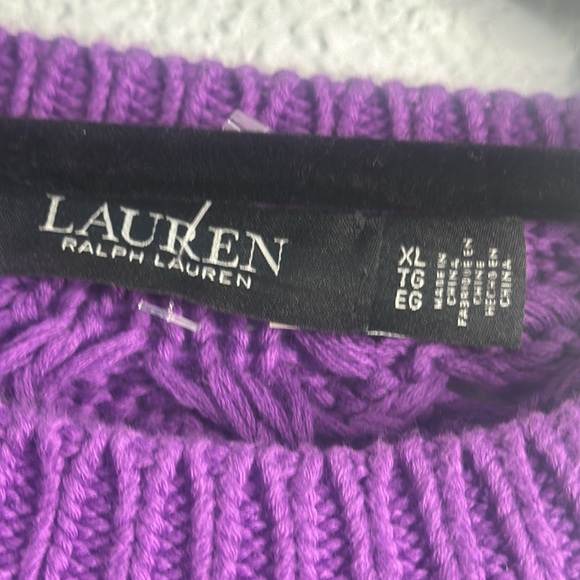 LAUREN
RALPH LAUREN
XL
TG
EG
MADE IN
CHINA
FABRIQUÉ EN
CHINE
HECHO EN
CHINA